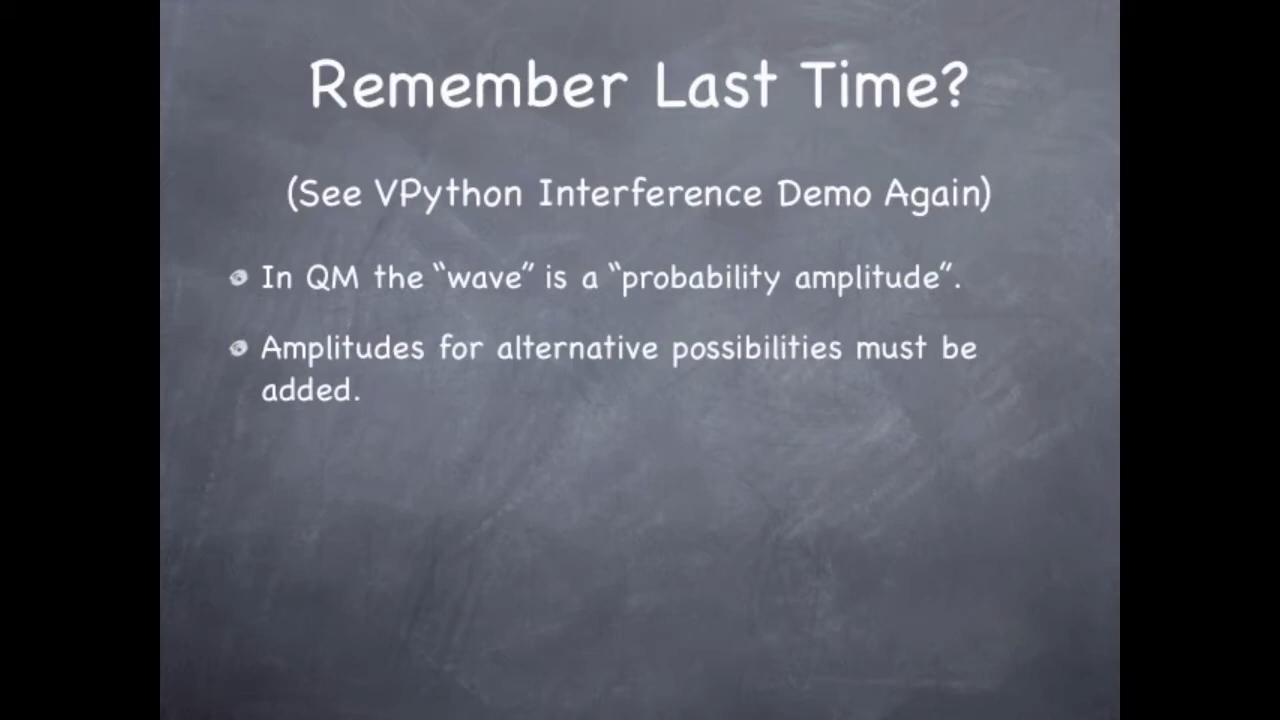 Remember Last Time?
(See VPython Interference Demo Again)
In QM the “wave” is a “probability amplitude”.
Amplitudes for alternative possibilities must be
added.